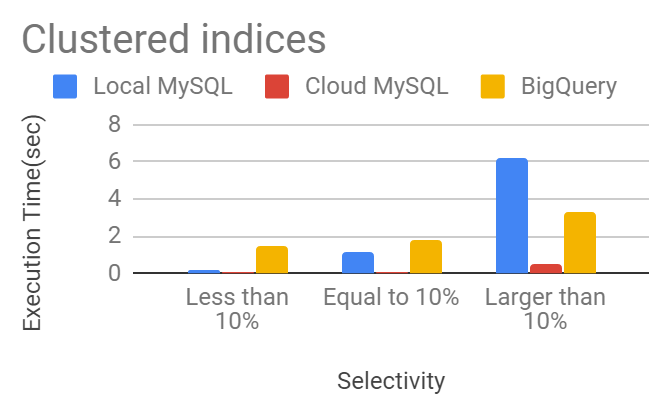 Clustered indices
Local MySQL Cloud MySQL BigQuery
Execution Time(sec)
8
6
4
2
0
Less than 10%
Equal to 10%
Larger than 10%
Selectivity